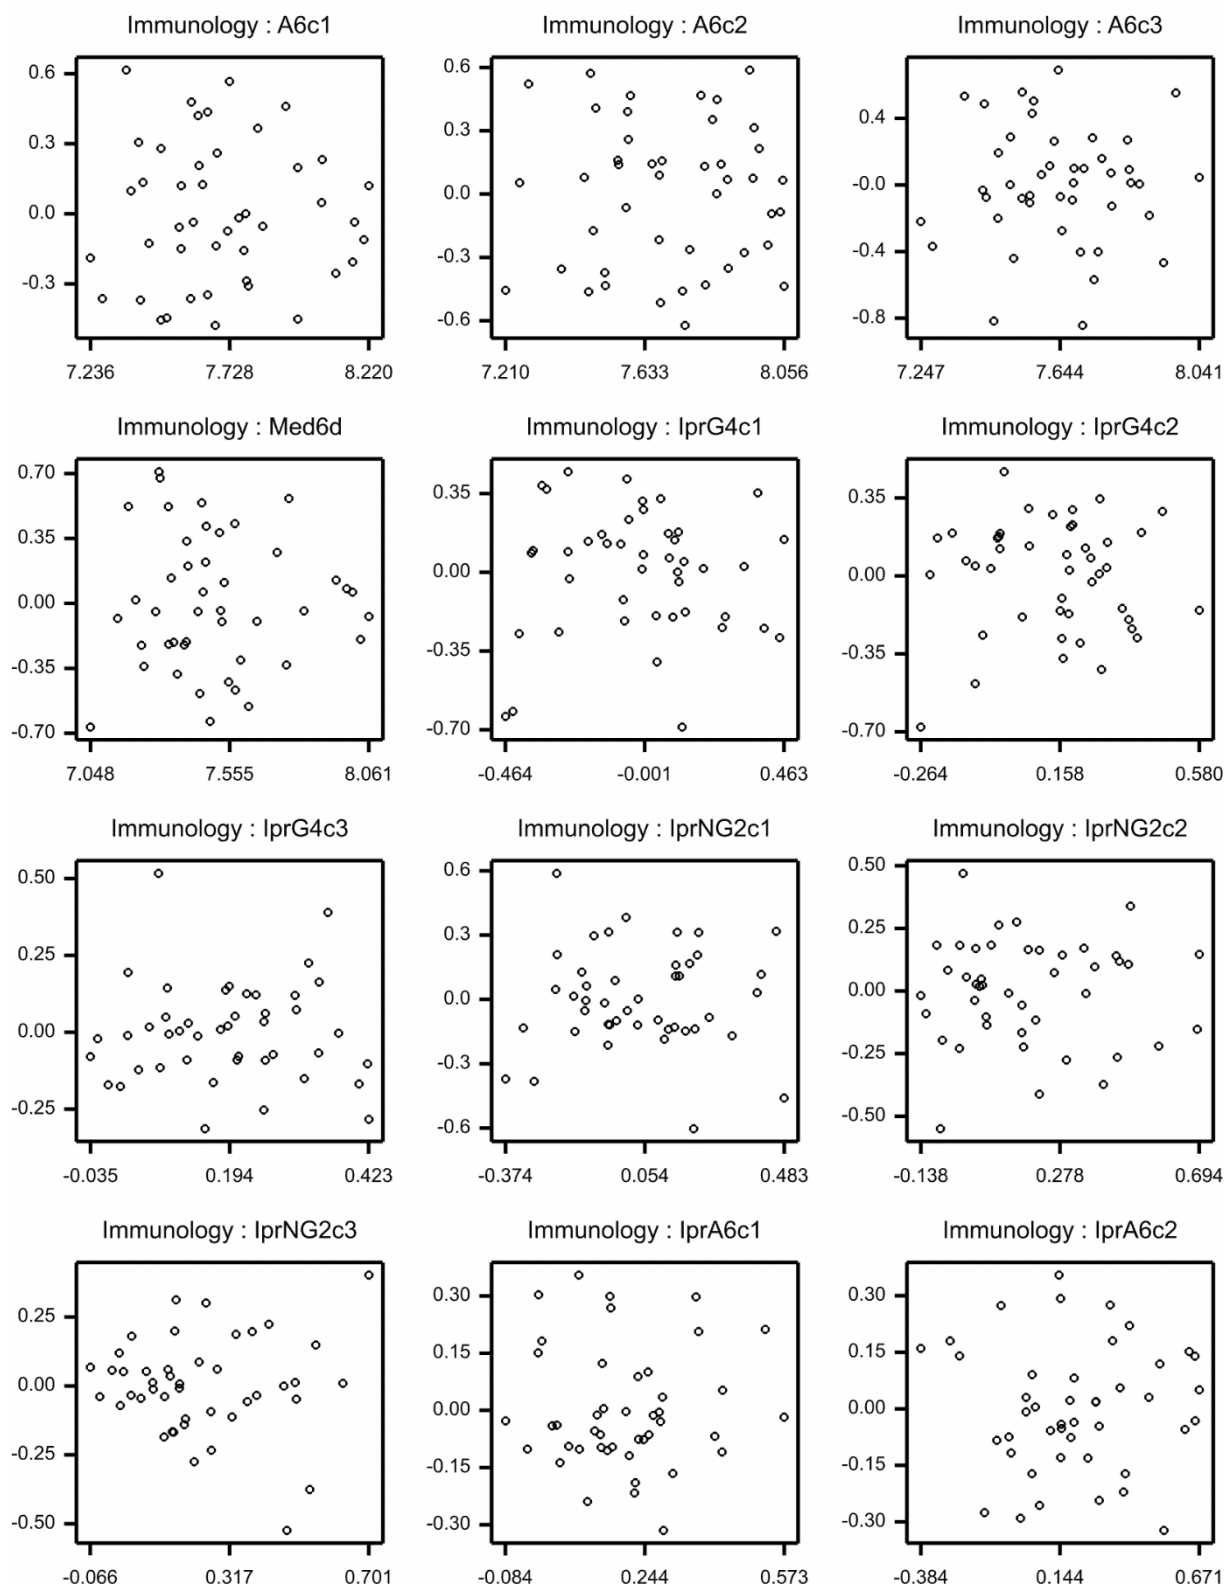 Immunology : A6c1
Immunology : A6c2
Immunology : A6c3
0.6
0.3
0.0
-0.3
7.236 7.728 8.220
0.6
0.3
0.0
-0.3
-0.6
7.210 7.633 8.056
0.4
-0.0
-0.4
-0.8
7.247 7.644 8.041
Immunology : Med6d
Immunology : IprG4c1
Immunology : IprG4c2
0.70
0.35
0.00
-0.35
-0.70
7.048 7.555 8.061
0.35
0.00
-0.35
-0.70
-0.464 -0.001 0.463
0.35
0.00
-0.35
-0.70
-0.264 0.158 0.580
Immunology : IprG4c3
Immunology : IprNG2c1
Immunology : IprNG2c2
0.50
0.25
0.00
-0.25
-0.035 0.194 0.423
0.6
0.3
0.0
-0.3
-0.6
-0.374 0.054 0.483
0.50
0.25
0.00
-0.25
-0.50
-0.138 0.278 0.694
Immunology : IprNG2c3
Immunology : IprA6c1
Immunology : IprA6c2
0.25
0.00
-0.25
-0.50
-0.066 0.317 0.701
0.30
0.15
0.00
-0.15
-0.30
-0.084 0.244 0.573
0.30
0.15
0.00
-0.15
-0.30
-0.384 0.144 0.671